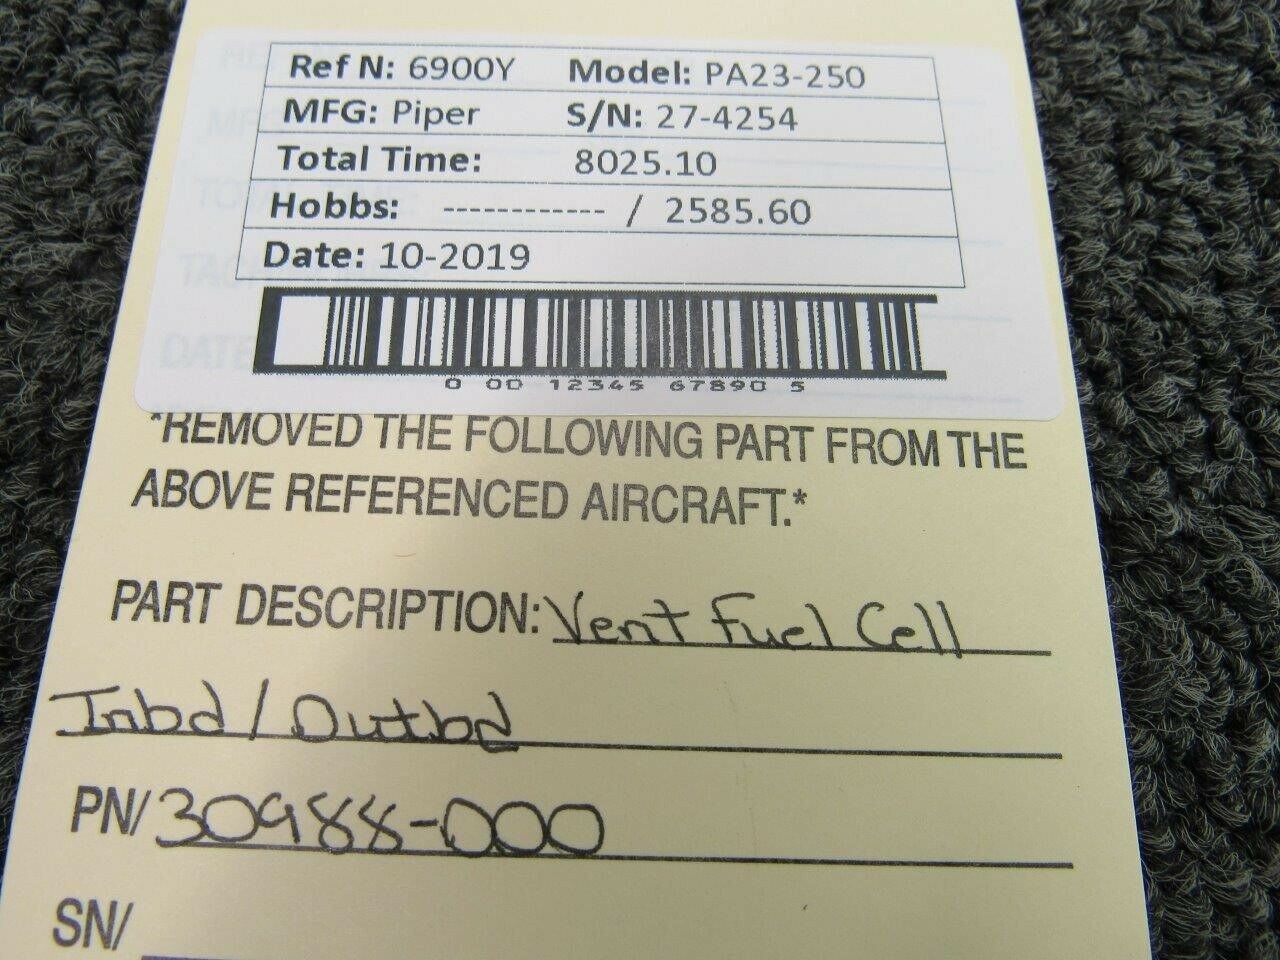 Ref N: 6900Y Model: PA23-250
MFG: Piper S/N: 27-4254
Total Time: 8025.10
Hobbs: ------------ / 2585.60
Date: 10-2019
0 00 12345 67890 5
*REMOVED THE FOLLOWING PART FROM THE
ABOVE REFERENCED AIRCRAFT.*
PART DESCRIPTION: Vent Fuel Cell
Inbd / Outbd
PN/ 30988-000
SN/